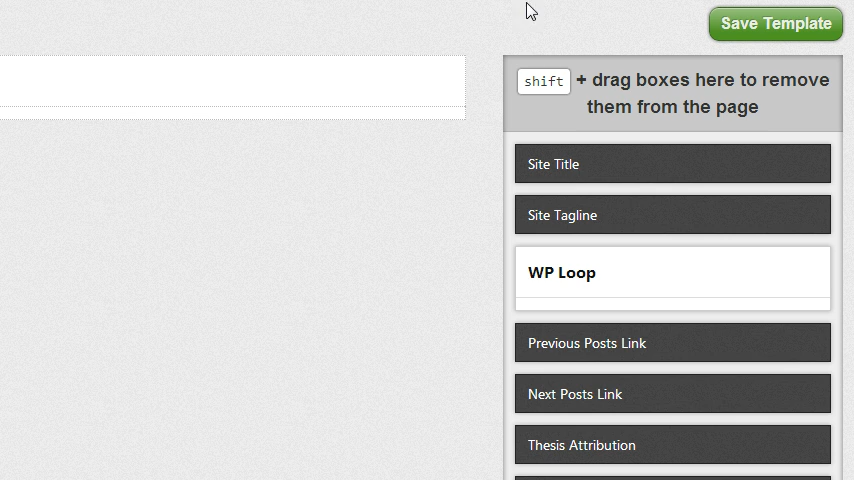 Save Template
shift + drag boxes here to remove
them from the page
Site Title
Site Tagline
WP Loop
Previous Posts Link
Next Posts Link
Thesis Attribution